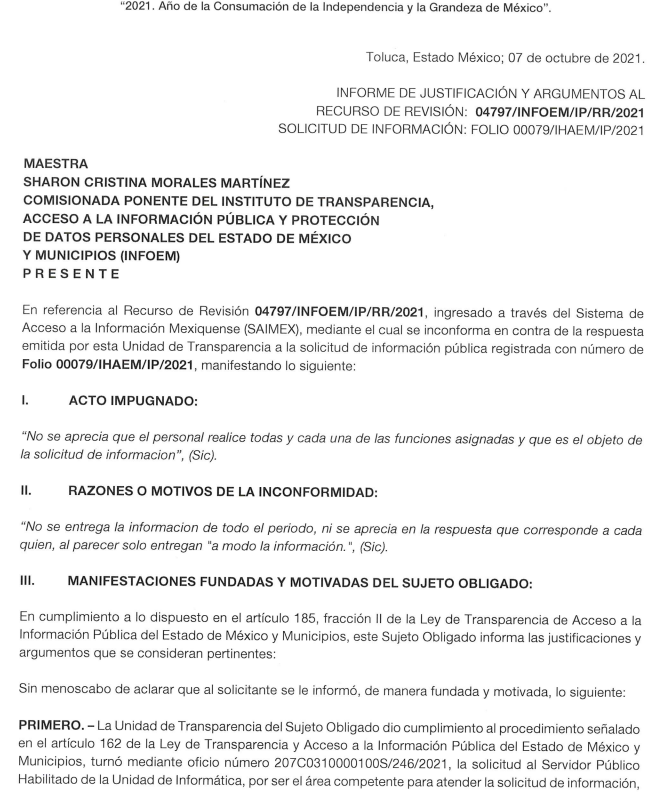 "2021. Año de la Consumación de la Independencia y la Grandeza de México".
Toluca, Estado México; 07 de octubre de 2021.
INFORME DE JUSTIFICACIÓN Y ARGUMENTOS AL
RECURSO DE REVISIÓN: 04797/INFOEM/IP/RR/2021
SOLICITUD DE INFORMACIÓN: FOLIO 00079/IHAEM/IP/2021
MAESTRA
SHARON CRISTINA MORALES MARTÍNEZ
COMISIONADA PONENTE DEL INSTITUTO DE TRANSPARENCIA,
ACCESO A LA INFORMACIÓN PÚBLICA Y PROTECCIÓN
DE DATOS PERSONALES DEL ESTADO DE MÉXICO
Y MUNICIPIOS (INFOEM)
P R E S E N T E
En referencia al Recurso de Revisión 04797/INFOEM/IP/RR/2021, ingresado a través del Sistema de
Acceso a la Información Mexiquense (SAIMEX), mediante el cual se inconforma en contra de la respuesta
emitida por esta Unidad de Transparencia a la solicitud de información pública registrada con número de
Folio 00079/IHAEM/IP/2021, manifestando lo siguiente:
I. ACTO IMPUGNADO:
"No se aprecia que el personal realice todas y cada una de las funciones asignadas y que es el objeto de
la solicitud de informacion", (Sic).
II. RAZONES O MOTIVOS DE LA INCONFORMIDAD:
"No se entrega la informacion de todo el periodo, ni se aprecia en la respuesta que corresponde a cada
quien, al parecer solo entregan "a modo la información.", (Sic).
III. MANIFESTACIONES FUNDADAS Y MOTIVADAS DEL SUJETO OBLIGADO:
En cumplimiento a lo dispuesto en el artículo 185, fracción II de la Ley de Transparencia de Acceso a la
Información Pública del Estado de México y Municipios, este Sujeto Obligado informa las justificaciones y
argumentos que se consideran pertinentes:
Sin menoscabo de aclarar que al solicitante se le informó, de manera fundada y motivada, lo siguiente:
PRIMERO. – La Unidad de Transparencia del Sujeto Obligado dio cumplimiento al procedimiento señalado
en el artículo 162 de la Ley de Transparencia y Acceso a la Información Pública del Estado de México y
Municipios, turnó mediante oficio número 207C0310000100S/246/2021, la solicitud al Servidor Público
Habilitado de la Unidad de Informática, por ser el área competente para atender la solicitud de información,